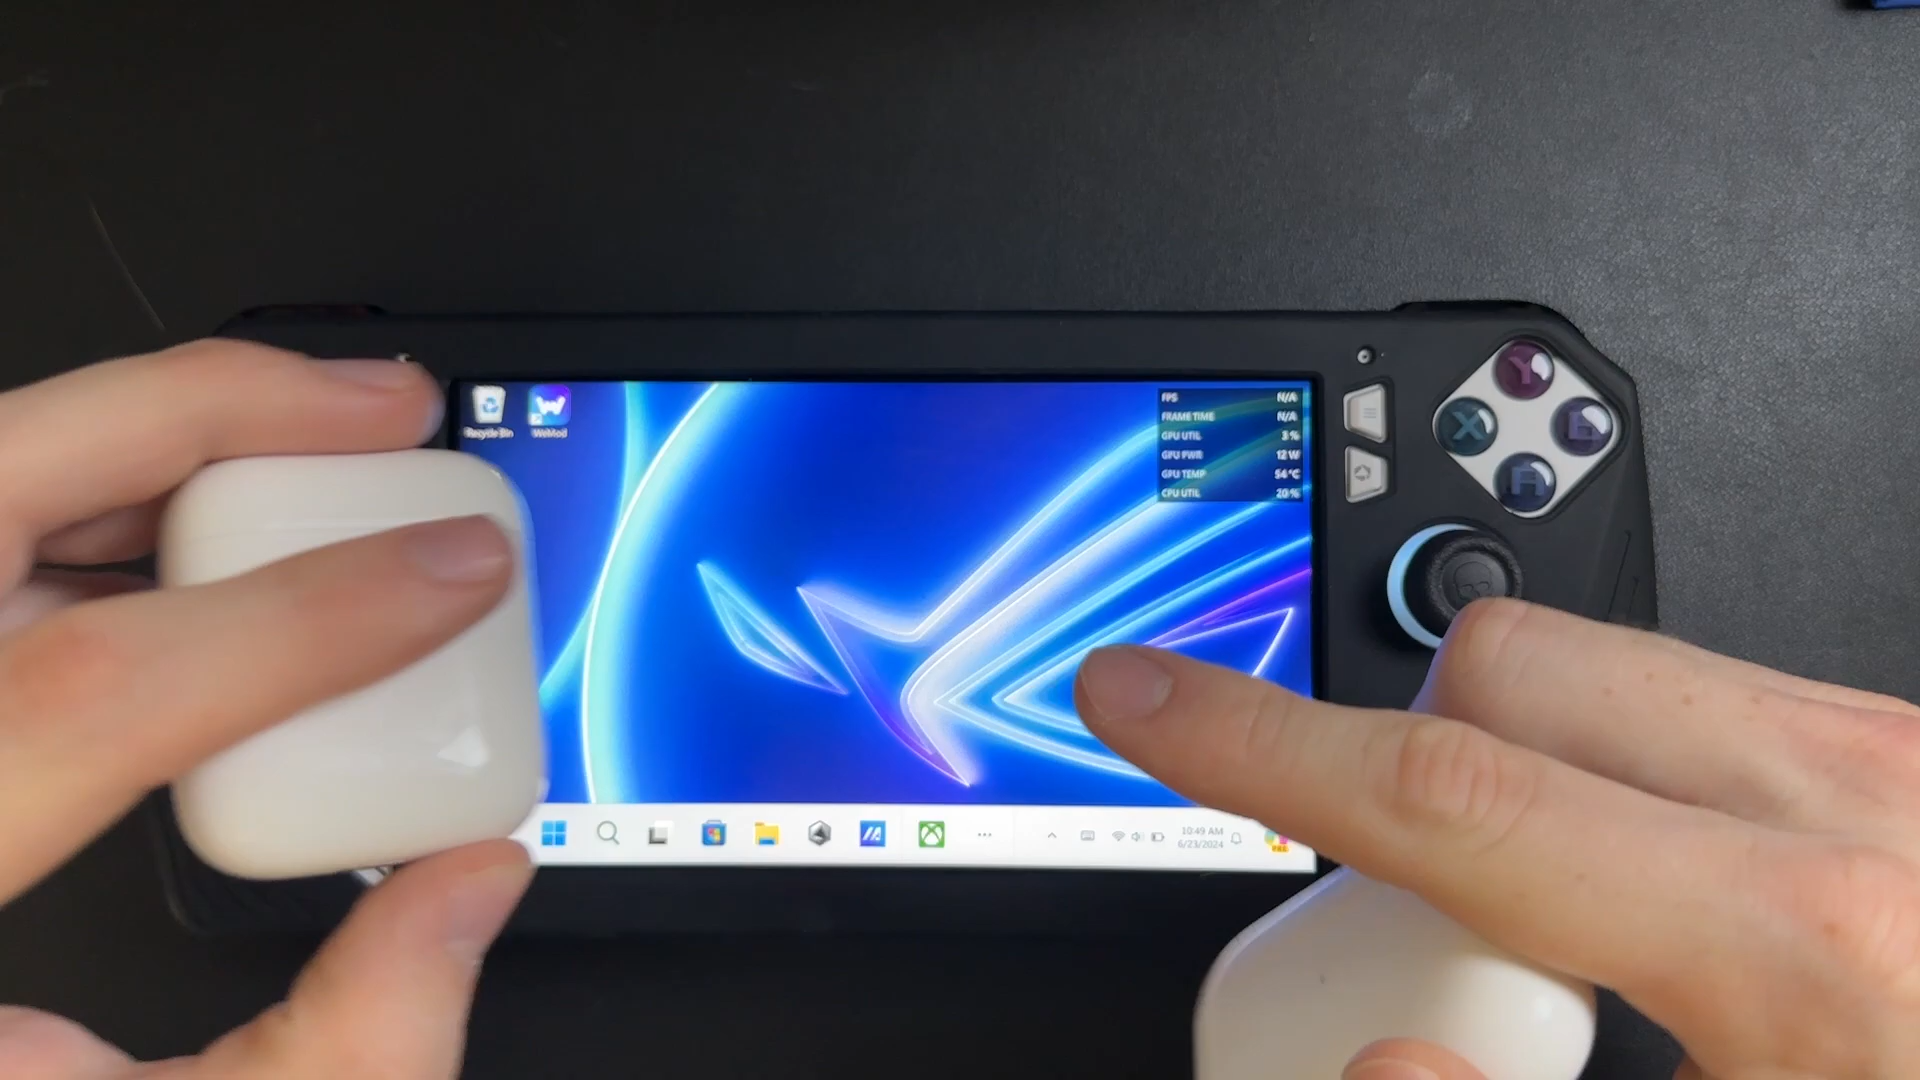 Recycle Bin
WeMod
FPS N/A
FRAME TIME N/A
GPU UTIL 3 %
GPU PWR 12 W
GPU TEMP 54 °C
CPU UTIL 20 %
Y
X
B
A
10:49 AM
6/23/2024